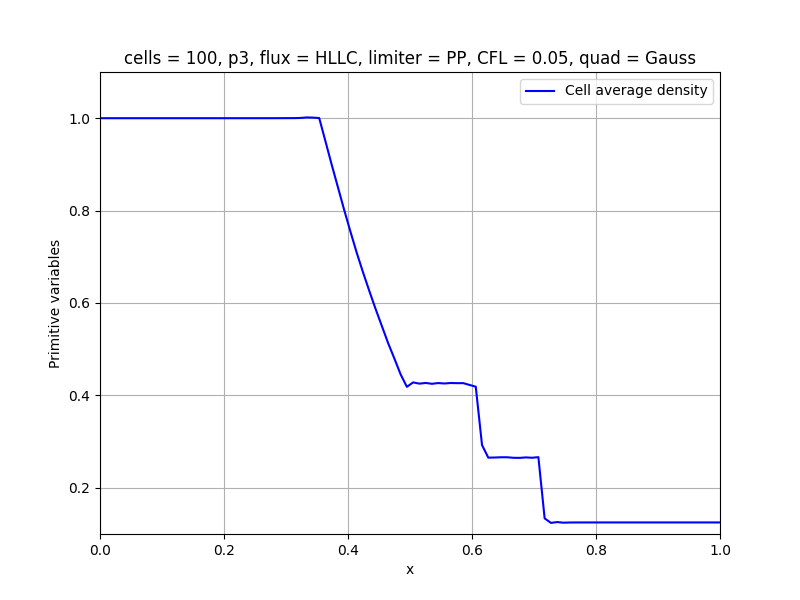 cells = 100, p3, flux = HLLC, limiter = PP, CFL = 0.05, quad = Gauss
Cell average density
1.0
0.8
0.6
0.4
0.2
Primitive variables
0.0 0.2 0.4 0.6 0.8 1.0
x